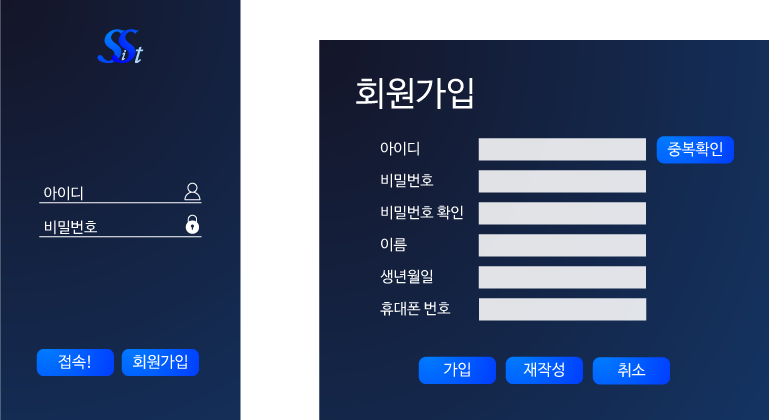 SSist
아이디
비밀번호
접속!
회원가입
회원가입
아이디
중복확인
비밀번호
비밀번호 확인
이름
생년월일
휴대폰 번호
가입
재작성
취소